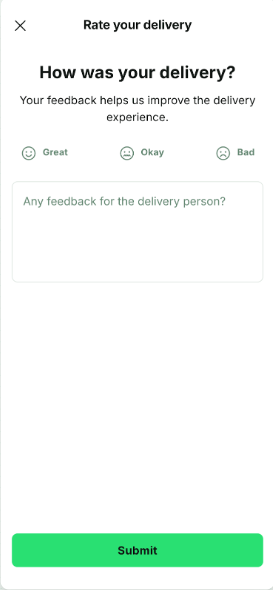 Rate your delivery
How was your delivery?
Your feedback helps us improve the delivery
experience.
Great
Okay
Bad
Any feedback for the delivery person?
Submit